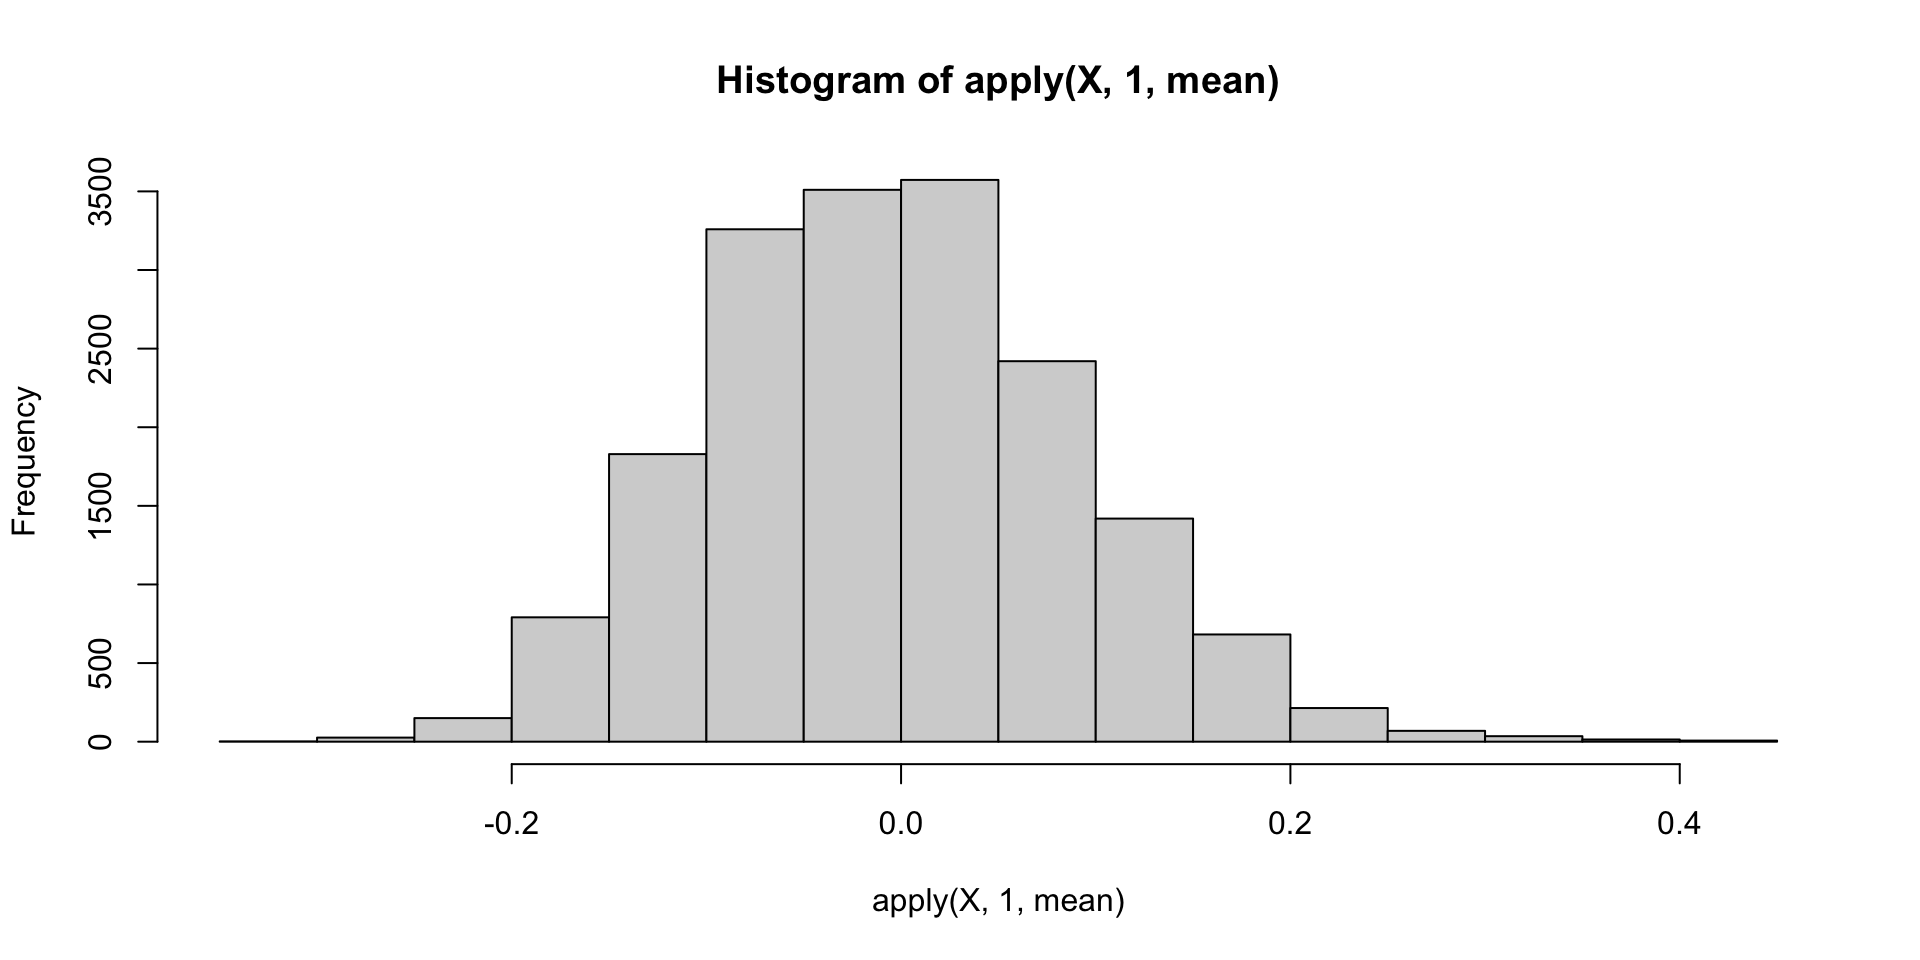 Histogram of apply(X, 1, mean)
Frequency
3500
2500
1500
500
0
-0.2 0.0 0.2 0.4
apply(X, 1, mean)